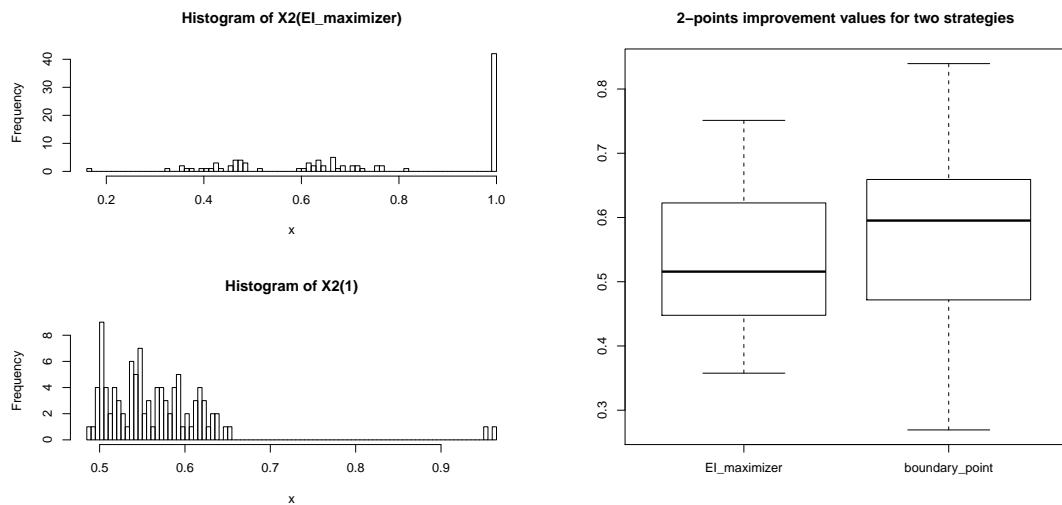 Histogram of X2(EI_maximizer)
Frequency
40
30
20
10
0
0.2 0.4 0.6 0.8 1.0
x
Histogram of X2(1)
Frequency
8
6
4
2
0
0.5 0.6 0.7 0.8 0.9
x
2−points improvement values for two strategies
0.8
0.7
0.6
0.5
0.4
0.3
EI_maximizer boundary_point